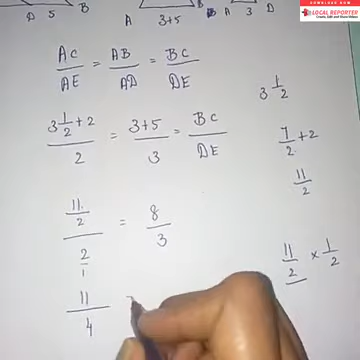 LOCAL REPORTER
D 5 B
A 3+5 B
A 3 D
AC/AE = AB/AD = BC/DE
3 1/2
(3 1/2 + 2)/2 = (3+5)/3 = BC/DE
7/2 + 2
11/2
(11/2)/(2/1) = 8/3
11/2 × 1/2
11/4